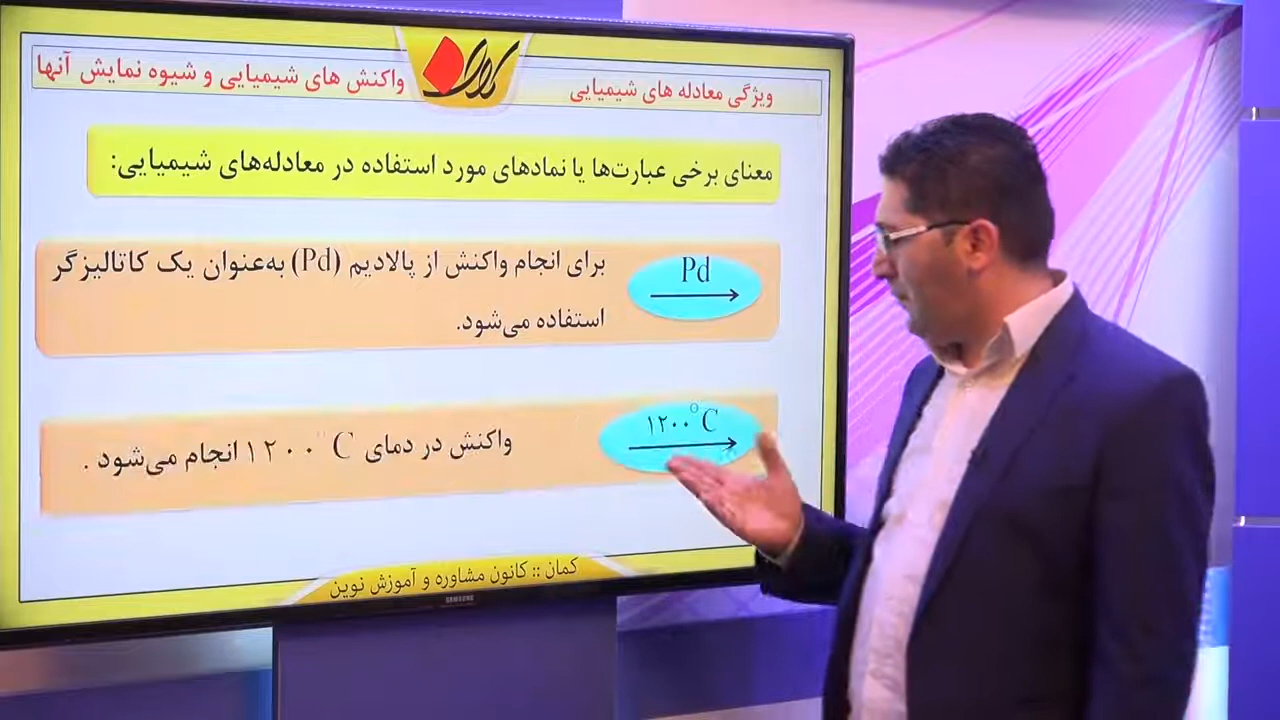 ویژگی معادله های شیمیایی
واکنش های شیمیایی و شیوه نمایش آنها
معنای برخی عبارت‌ها یا نمادهای مورد استفاده در معادله‌های شیمیایی:
Pd
برای انجام واکنش از پالادیم (Pd) به‌عنوان یک کاتالیزگر
استفاده می‌شود.
۱۲۰۰°C
واکنش در دمای ۱۲۰۰°C انجام می‌شود .
کمان :: کانون مشاوره و آموزش نوین
SAMSUNG